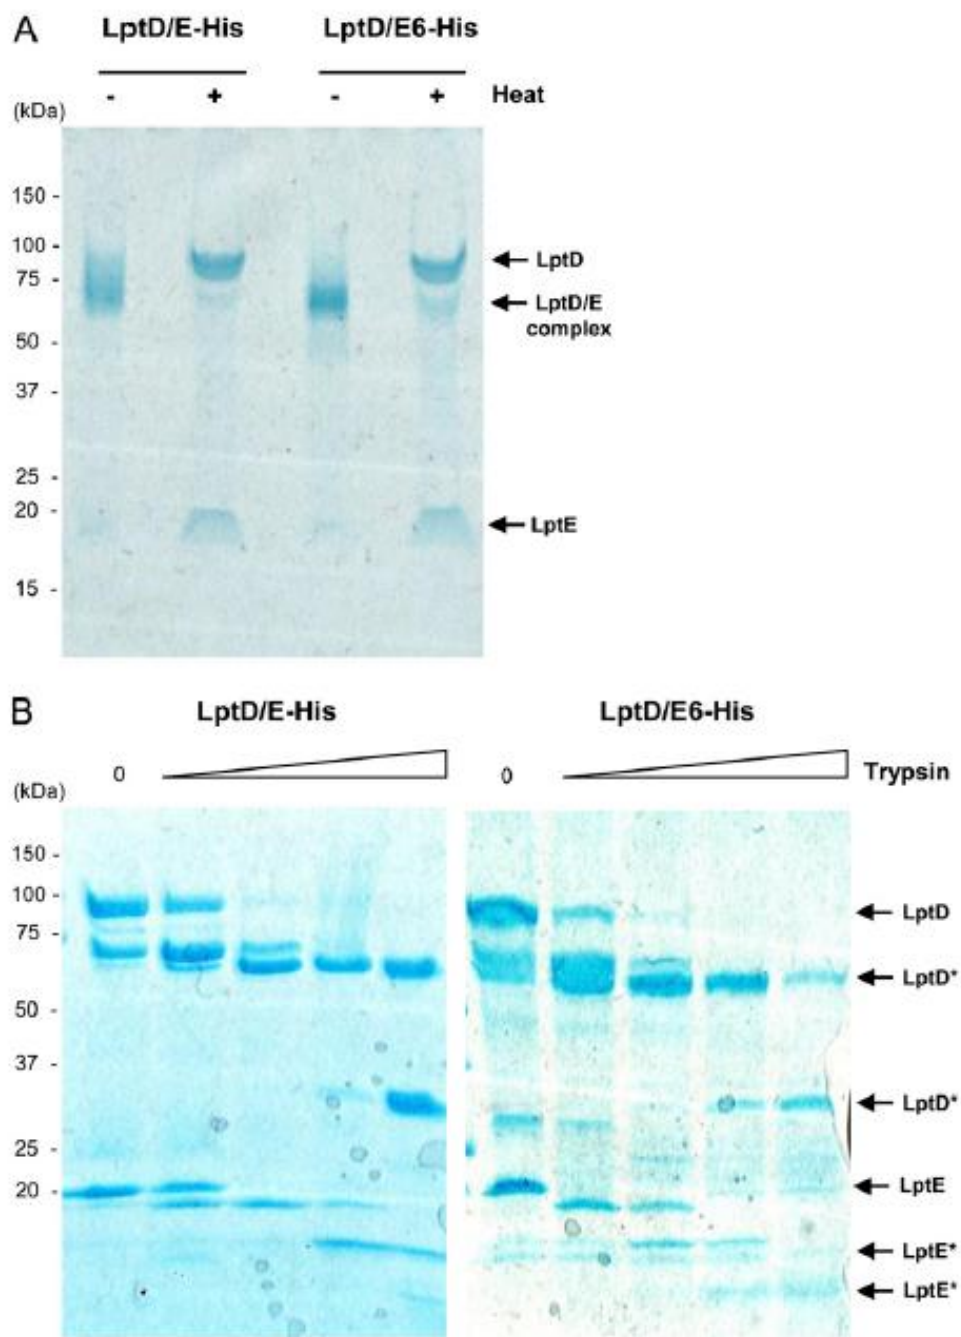 A
LptD/E-His LptD/E6-His
- + - + Heat
(kDa)
150 -
100 -
LptD
75 -
LptD/E
complex
50 -
37 -
25 -
20 -
LptE
15 -
B
LptD/E-His LptD/E6-His
0 0 Trypsin
(kDa)
150 -
100 -
LptD
75 -
LptD*
50 -
37 -
LptD*
25 -
20 -
LptE
LptE*
LptE*